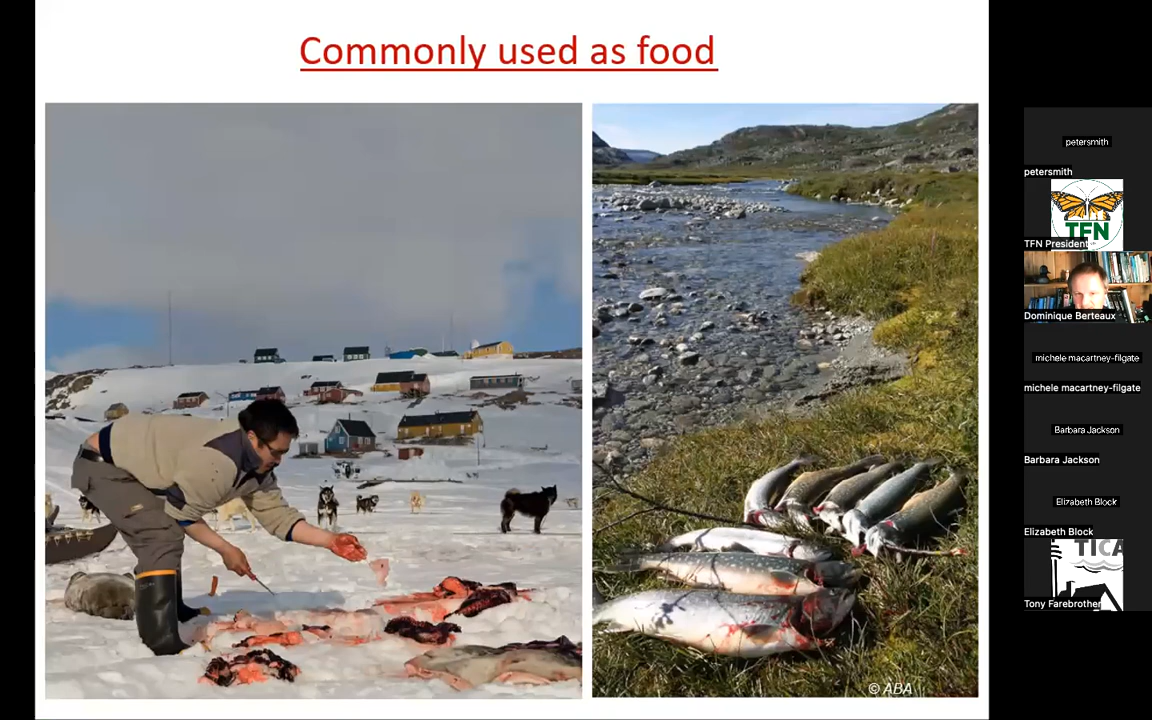 Commonly used as food
© ABA
petersmith
petersmith
TFN
TFN President
Dominique Berteaux
michele macartney-filgate
michele macartney-filgate
Barbara Jackson
Barbara Jackson
Elizabeth Block
Elizabeth Block
TICA
Tony Farebrother